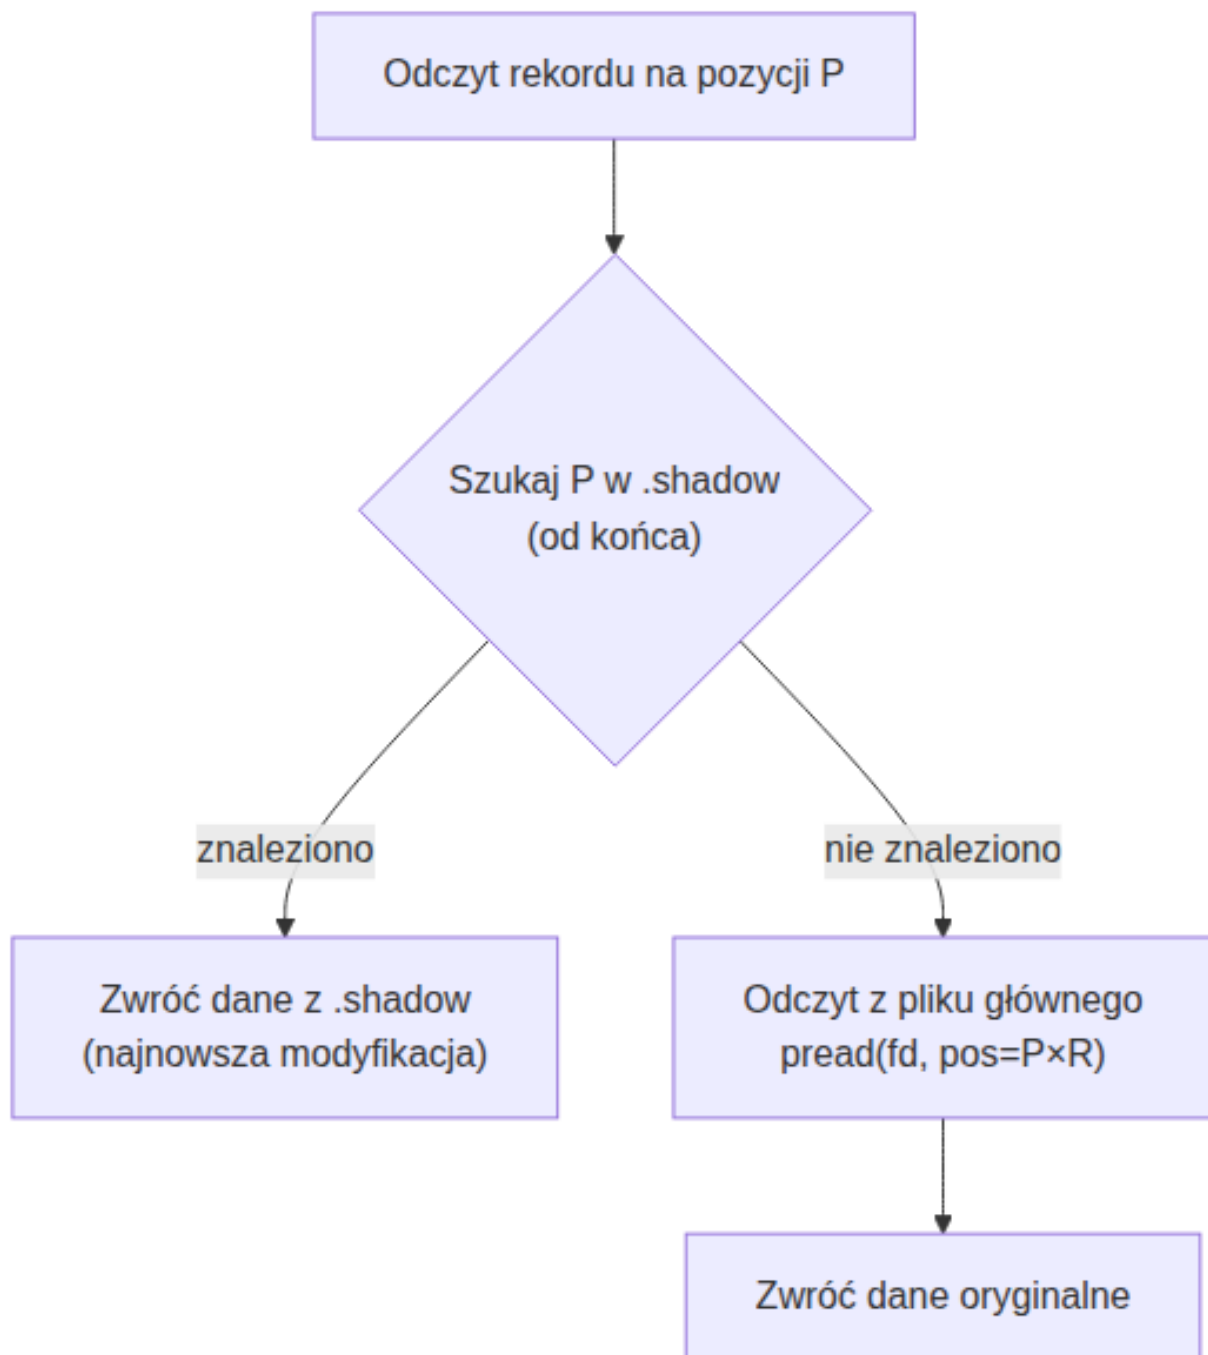 Odczyt rekordu na pozycji P
Szukaj P w .shadow
(od końca)
znaleziono
nie znaleziono
Zwróć dane z .shadow
(najnowsza modyfikacja)
Odczyt z pliku głównego
pread(fd, pos=P×R)
Zwróć dane oryginalne